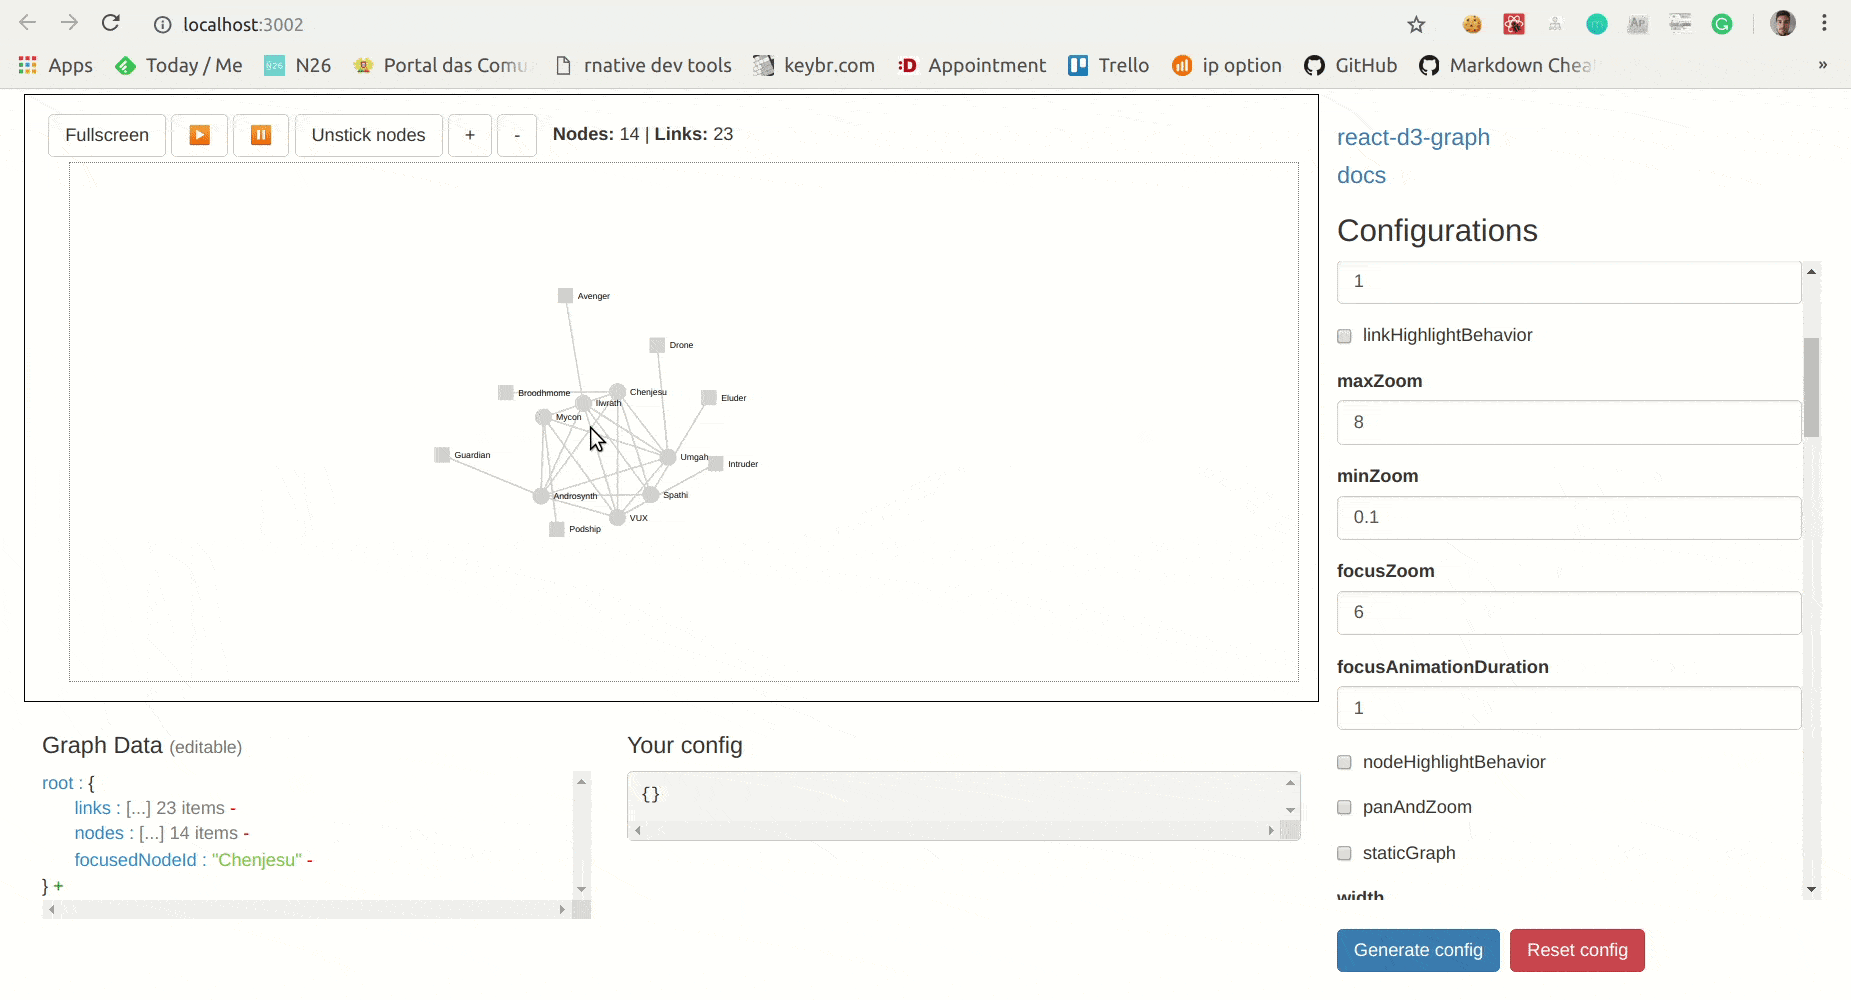 localhost:3002
Apps Today / Me N26 Portal das Comu rnative dev tools keybr.com :D Appointment Trello ip option GitHub Markdown Chea »
Fullscreen Unstick nodes + - Nodes: 14 | Links: 23
Avenger
Drone
Broodhmome
Chenjesu
Eluder
Ilwrath
Mycon
Guardian
Umgah
Intruder
Androsynth
Spathi
VUX
Podship
Graph Data (editable)
root : {
links : [...] 23 items -
nodes : [...] 14 items -
focusedNodeId : "Chenjesu" -
} +
Your config
{}
react-d3-graph
docs
Configurations
1
linkHighlightBehavior
maxZoom
8
minZoom
0.1
focusZoom
6
focusAnimationDuration
1
nodeHighlightBehavior
panAndZoom
staticGraph
width
Generate config Reset config